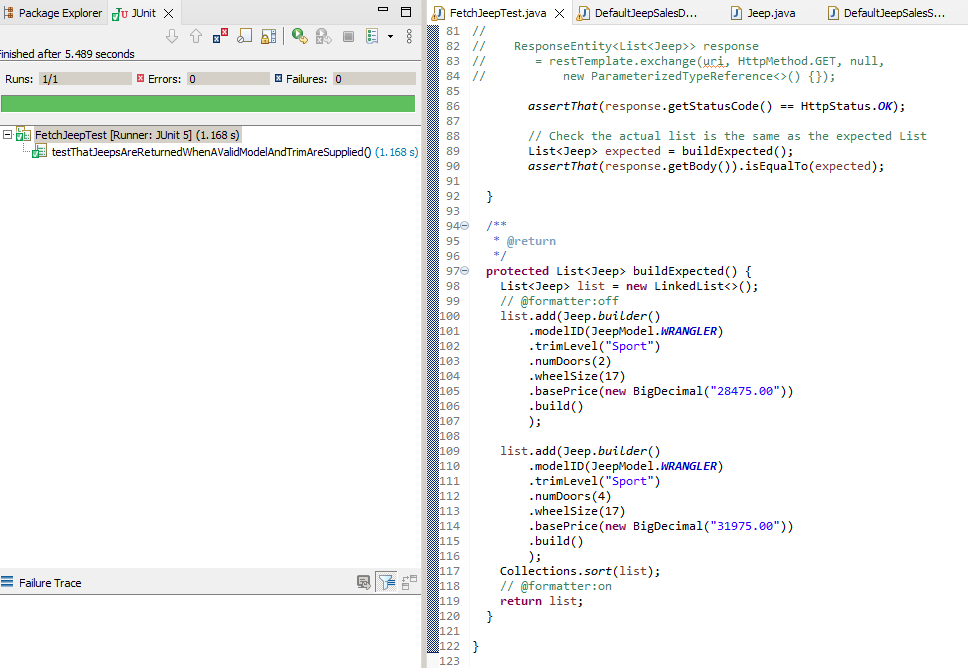 Package Explorer JUnit
Finished after 5.489 seconds
Runs: 1/1 Errors: 0 Failures: 0
FetchJeepTest [Runner: JUnit 5] (1.168 s)
testThatJeepsAreReturnedWhenAValidModelAndTrimAreSupplied() (1.168 s)
Failure Trace
FetchJeepTest.java DefaultJeepSalesD... Jeep.java DefaultJeepSalesS...
81 //
82 // ResponseEntity<List<Jeep>> response
83 // = restTemplate.exchange(uri, HttpMethod.GET, null,
84 // new ParameterizedTypeReference<>() {});
85
86 assertThat(response.getStatusCode() == HttpStatus.OK);
87
88 // Check the actual list is the same as the expected List
89 List<Jeep> expected = buildExpected();
90 assertThat(response.getBody()).isEqualTo(expected);
91
92 }
93
94 /**
95 * @return
96 */
97 protected List<Jeep> buildExpected() {
98 List<Jeep> list = new LinkedList<>();
99 // @formatter:off
100 list.add(Jeep.builder()
101 .modelID(JeepModel.WRANGLER)
102 .trimLevel("Sport")
103 .numDoors(2)
104 .wheelSize(17)
105 .basePrice(new BigDecimal("28475.00"))
106 .build()
107 );
108
109 list.add(Jeep.builder()
110 .modelID(JeepModel.WRANGLER)
111 .trimLevel("Sport")
112 .numDoors(4)
113 .wheelSize(17)
114 .basePrice(new BigDecimal("31975.00"))
115 .build()
116 );
117 Collections.sort(list);
118 // @formatter:on
119 return list;
120 }
121
122 }
123